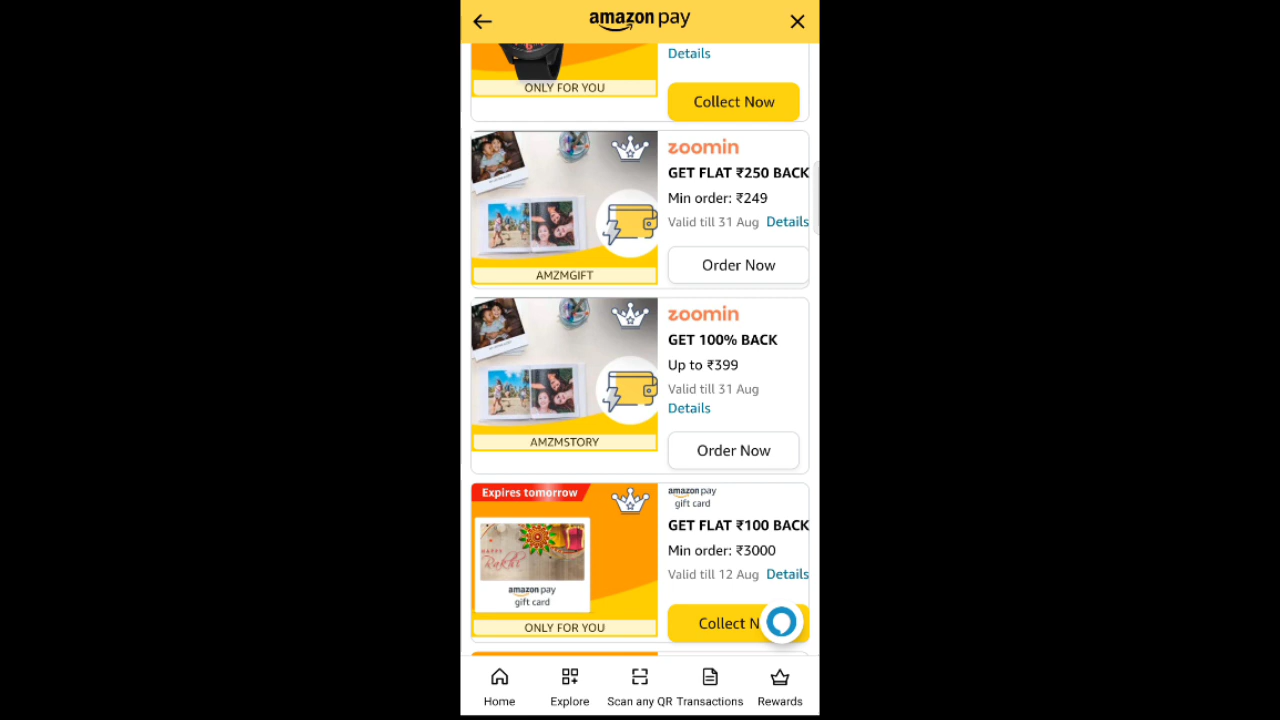 amazon pay
Details
ONLY FOR YOU
Collect Now
zoomin
GET FLAT ₹250 BACK
Min order: ₹249
Valid till 31 Aug Details
Order Now
AMZMGIFT
zoomin
GET 100% BACK
Up to ₹399
Valid till 31 Aug
Details
AMZMSTORY
Order Now
Expires tomorrow
amazon pay
gift card
GET FLAT ₹100 BACK
Min order: ₹3000
Valid till 12 Aug Details
HAPPY
Rakhi
amazon pay
gift card
ONLY FOR YOU
Collect N
Home Explore Scan any QR Transactions Rewards